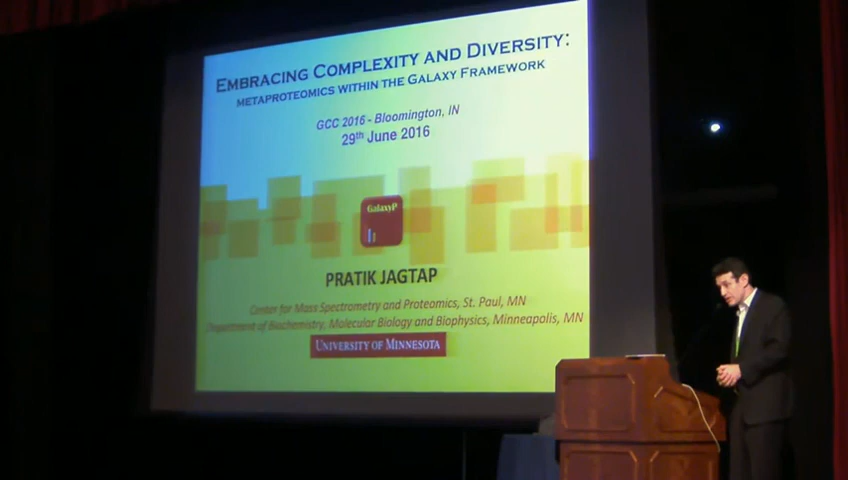 EMBRACING COMPLEXITY AND DIVERSITY:
METAPROTEOMICS WITHIN THE GALAXY FRAMEWORK
GCC 2016 - Bloomington, IN
29th June 2016
GalaxyP
PRATIK JAGTAP
Center for Mass Spectrometry and Proteomics, St. Paul, MN
Department of Biochemistry, Molecular Biology and Biophysics, Minneapolis, MN
UNIVERSITY OF MINNESOTA